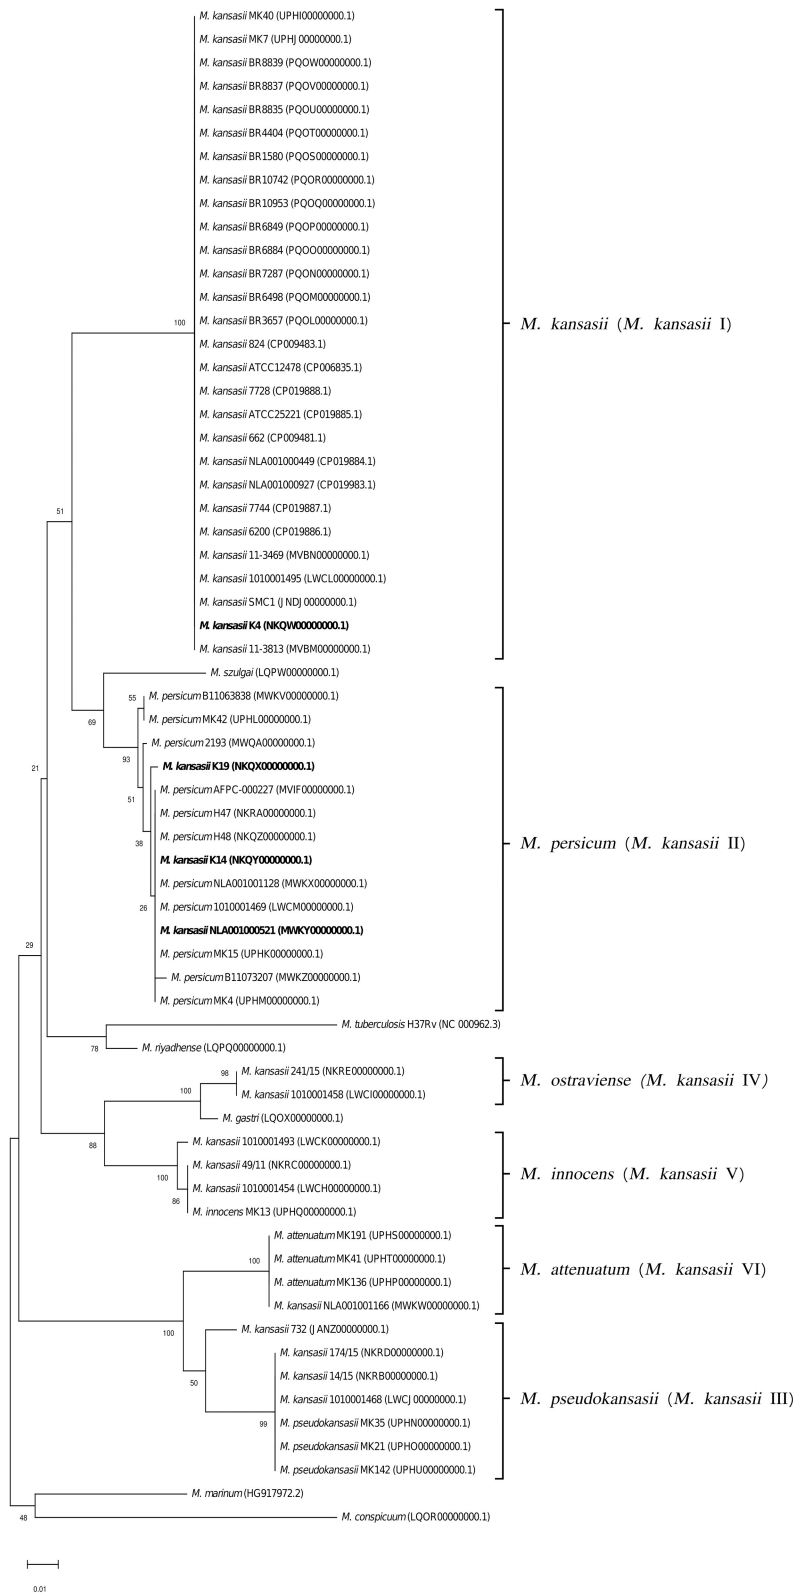 M. kansasii MK40 (UPHI00000000.1)
M. kansasii MK7 (UPHJ00000000.1)
M. kansasii BR8839 (PQOW00000000.1)
M. kansasii BR8837 (PQOV00000000.1)
M. kansasii BR8835 (PQOU00000000.1)
M. kansasii BR4404 (PQOT00000000.1)
M. kansasii BR1580 (PQOS00000000.1)
M. kansasii BR10742 (PQOR00000000.1)
M. kansasii BR10953 (PQOQ00000000.1)
M. kansasii BR6849 (PQOP00000000.1)
M. kansasii BR6884 (PQOO00000000.1)
M. kansasii BR7287 (PQON00000000.1)
M. kansasii BR6498 (PQOM00000000.1)
M. kansasii BR3657 (PQOL00000000.1)
100
M. kansasii (M. kansasii I)
M. kansasii 824 (CP009483.1)
M. kansasii ATCC12478 (CP006835.1)
M. kansasii 7728 (CP019888.1)
M. kansasii ATCC25221 (CP019885.1)
M. kansasii 662 (CP009481.1)
M. kansasii NLA001000449 (CP019884.1)
M. kansasii NLA001000927 (CP019983.1)
M. kansasii 7744 (CP019887.1)
51
M. kansasii 6200 (CP019886.1)
M. kansasii 11-3469 (MVBN00000000.1)
M. kansasii 1010001495 (LWCL00000000.1)
M. kansasii SMC1 (JNDJ00000000.1)
M. kansasii K4 (NKQW00000000.1)
M. kansasii 11-3813 (MVBM00000000.1)
M. szulgai (LQPW00000000.1)
55
M. persicum B11063838 (MWKV00000000.1)
69
M. persicum MK42 (UPHL00000000.1)
M. persicum 2193 (MWQA00000000.1)
93
21
M. kansasii K19 (NKQX00000000.1)
M. persicum AFPC-000227 (MVIF00000000.1)
51
M. persicum H47 (NKRA00000000.1)
M. persicum H48 (NKQZ00000000.1)
38
M. persicum (M. kansasii II)
M. kansasii K14 (NKQY00000000.1)
M. persicum NLA001001128 (MWKX00000000.1)
26
M. persicum 1010001469 (LWCM00000000.1)
M. kansasii NLA001000521 (MWKY00000000.1)
29
M. persicum MK15 (UPHK00000000.1)
M. persicum B11073207 (MWKZ00000000.1)
M. persicum MK4 (UPHM00000000.1)
M. tuberculosis H37Rv (NC 000962.3)
78
M. riyadhense (LQPQ00000000.1)
98
M. kansasii 241/15 (NKRE00000000.1)
M. ostraviense (M. kansasii IV)
100
M. kansasii 1010001458 (LWCI00000000.1)
M. gastri (LQOX00000000.1)
88
M. kansasii 1010001493 (LWCK00000000.1)
M. kansasii 49/11 (NKRC00000000.1)
M. innocens (M. kansasii V)
100
M. kansasii 1010001454 (LWCH00000000.1)
86
M. innocens MK13 (UPHQ00000000.1)
M. attenuatum MK191 (UPHS00000000.1)
100
M. attenuatum MK41 (UPHT00000000.1)
M. attenuatum (M. kansasii VI)
M. attenuatum MK136 (UPHP00000000.1)
M. kansasii NLA001001166 (MWKW00000000.1)
100
M. kansasii 732 (JANZ00000000.1)
M. kansasii 174/15 (NKRD00000000.1)
50
M. kansasii 14/15 (NKRB00000000.1)
M. kansasii 1010001468 (LWCJ00000000.1)
M. pseudokansasii (M. kansasii III)
99
M. pseudokansasii MK35 (UPHN00000000.1)
M. pseudokansasii MK21 (UPHO00000000.1)
M. pseudokansasii MK142 (UPHU00000000.1)
M. marinum (HG917972.2)
48
M. conspicuum (LQOR00000000.1)
0.01